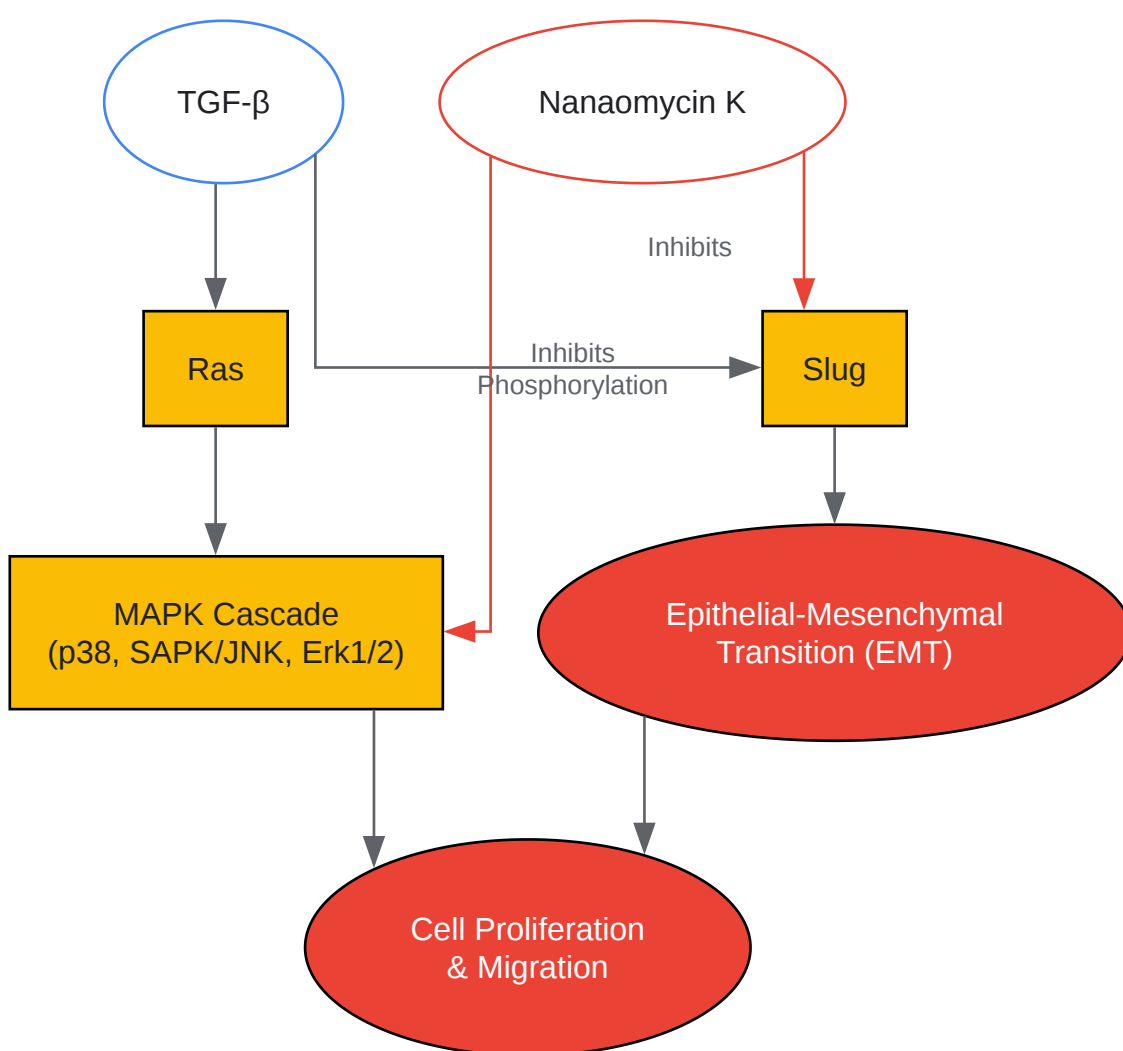 TGF-β
Nanaomycin K
Inhibits
Ras
Inhibits
Phosphorylation
Slug
MAPK Cascade
(p38, SAPK/JNK, Erk1/2)
Epithelial-Mesenchymal
Transition (EMT)
Cell Proliferation
& Migration